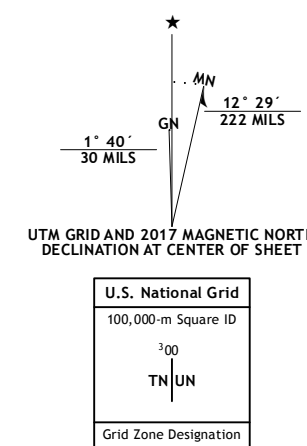 ★
MN
GN
12° 29´
222 MILS
1° 40´
30 MILS
UTM GRID AND 2017 MAGNETIC NORT
DECLINATION AT CENTER OF SHEET
U.S. National Grid
100,000-m Square ID
³00
TN UN
Grid Zone Designation